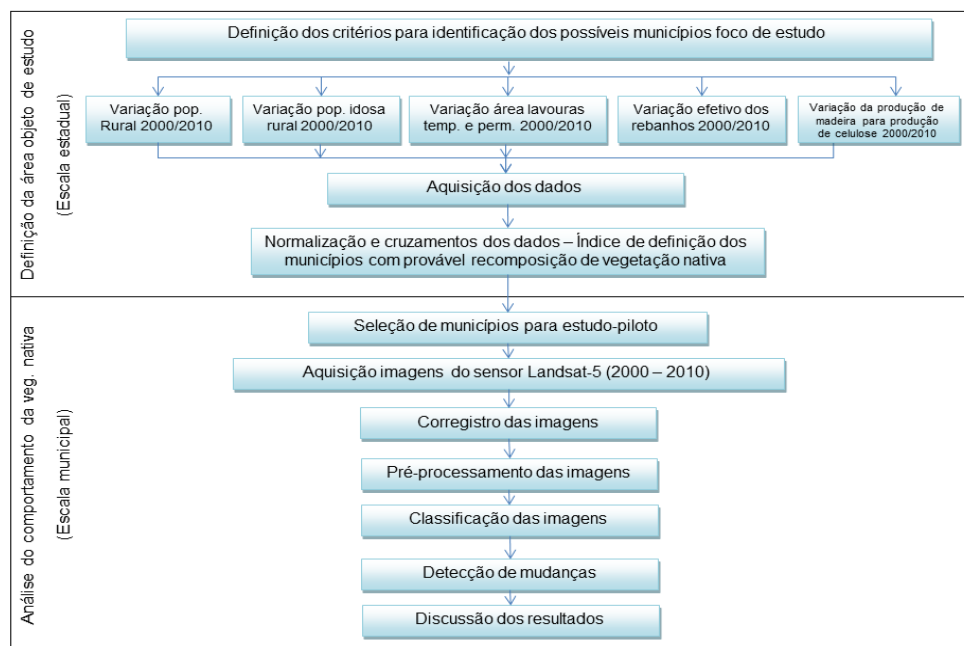 Definição da área objeto de estudo
(Escala estadual)
Definição dos critérios para identificação dos possíveis municípios foco de estudo
Variação pop.
Rural 2000/2010
Variação pop. idosa
rural 2000/2010
Variação área lavouras
temp. e perm. 2000/2010
Variação efetivo dos
rebanhos 2000/2010
Variação da produção de
madeira para produção
de celulose 2000/2010
Aquisição dos dados
Normalização e cruzamentos dos dados – Índice de definição dos
municípios com provável recomposição de vegetação nativa
Análise do comportamento da veg. nativa
(Escala municipal)
Seleção de municípios para estudo-piloto
Aquisição imagens do sensor Landsat-5 (2000 – 2010)
Corregistro das imagens
Pré-processamento das imagens
Classificação das imagens
Detecção de mudanças
Discussão dos resultados